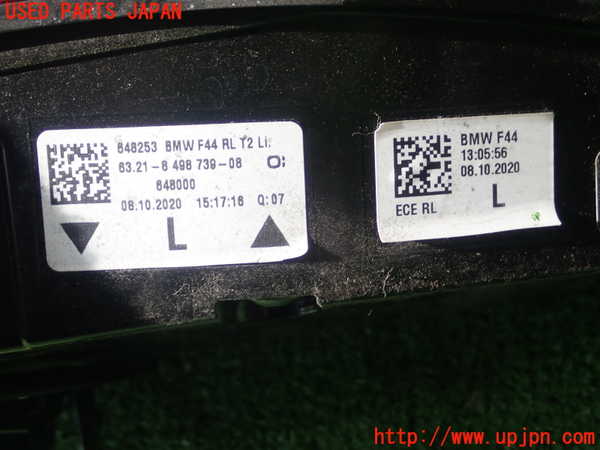 USED PARTS JAPAN
848253 BMW F44 RL T2 Li.
63.21-8 498 739-08
848000
08.10.2020 15:17:16 Q:07
L
BMW F44
13:05:56
08.10.2020
ECE RL
L
http://www.upjpn.com/